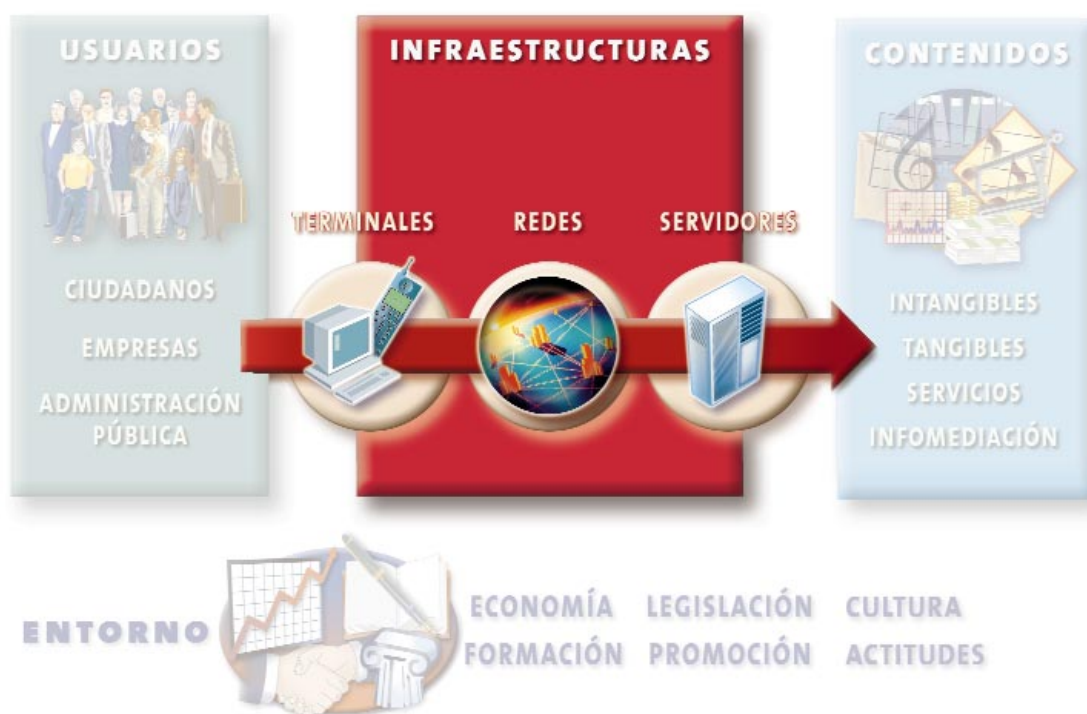 USUARIOS
CIUDADANOS
EMPRESAS
ADMINISTRACIÓN
PÚBLICA
INFRAESTRUCTURAS
TERMINALES
REDES
SERVIDORES
CONTENIDOS
INTANGIBLES
TANGIBLES
SERVICIOS
INFOMEDIACIÓN
ENTORNO
ECONOMÍA LEGISLACIÓN CULTURA
FORMACIÓN PROMOCIÓN ACTITUDES